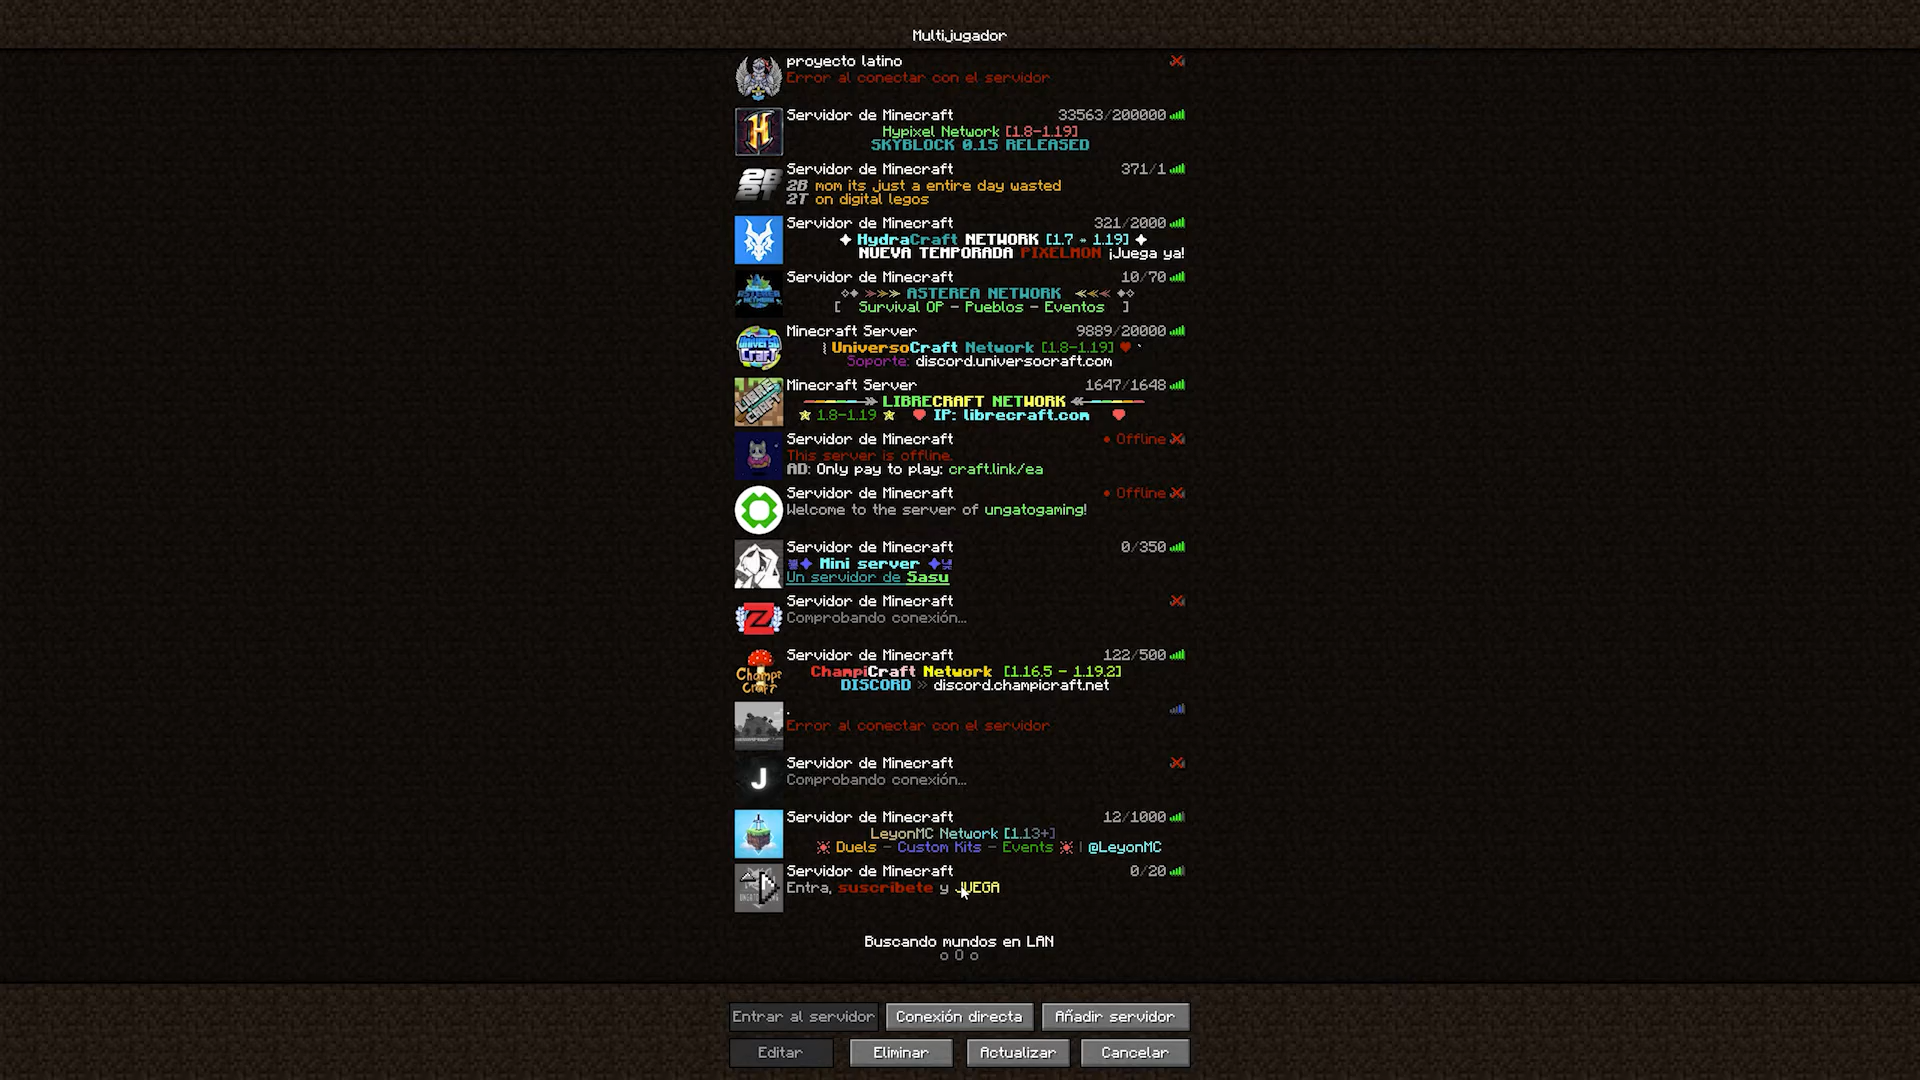 Multijugador
proyecto latino
Error al conectar con el servidor
Servidor de Minecraft 33563/200000
Hypixel Network [1.8-1.19]
SKYBLOCK 0.15 RELEASED
Servidor de Minecraft 371/1
2B mom its just a entire day wasted
2T on digital legos
Servidor de Minecraft 321/2000
HydraCraft NETWORK [1.7 - 1.19]
NUEVA TEMPORADA PIXELMON ¡Juega ya!
Servidor de Minecraft 10/70
>>> ASTEREA NETWORK <<<
[ Survival OP - Pueblos - Eventos ]
Minecraft Server 9889/20000
UniversoCraft Network [1.8-1.19] ❤
Soporte: discord.universocraft.com
Minecraft Server 1647/1648
LIBRECRAFT NETWORK
★ 1.8-1.19 ★ ❤ IP: librecraft.com ❤
Servidor de Minecraft • Offline
This server is offline.
AD: Only pay to play: craft.link/ea
Servidor de Minecraft • Offline
Welcome to the server of ungatogaming!
Servidor de Minecraft 0/350
Mini server
Un servidor de Sasu
Servidor de Minecraft
Comprobando conexión...
Servidor de Minecraft 122/500
ChampiCraft Network [1.16.5 - 1.19.2]
DISCORD » discord.champicraft.net
.
Error al conectar con el servidor
Servidor de Minecraft
Comprobando conexión...
Servidor de Minecraft 12/1000
LeyonMC Network [1.13+]
Duels - Custom Kits - Events | @LeyonMC
Servidor de Minecraft 0/20
Entra, suscribete y JUEGA
Buscando mundos en LAN
o O o
Entrar al servidor Conexión directa Añadir servidor
Editar Eliminar Actualizar Cancelar